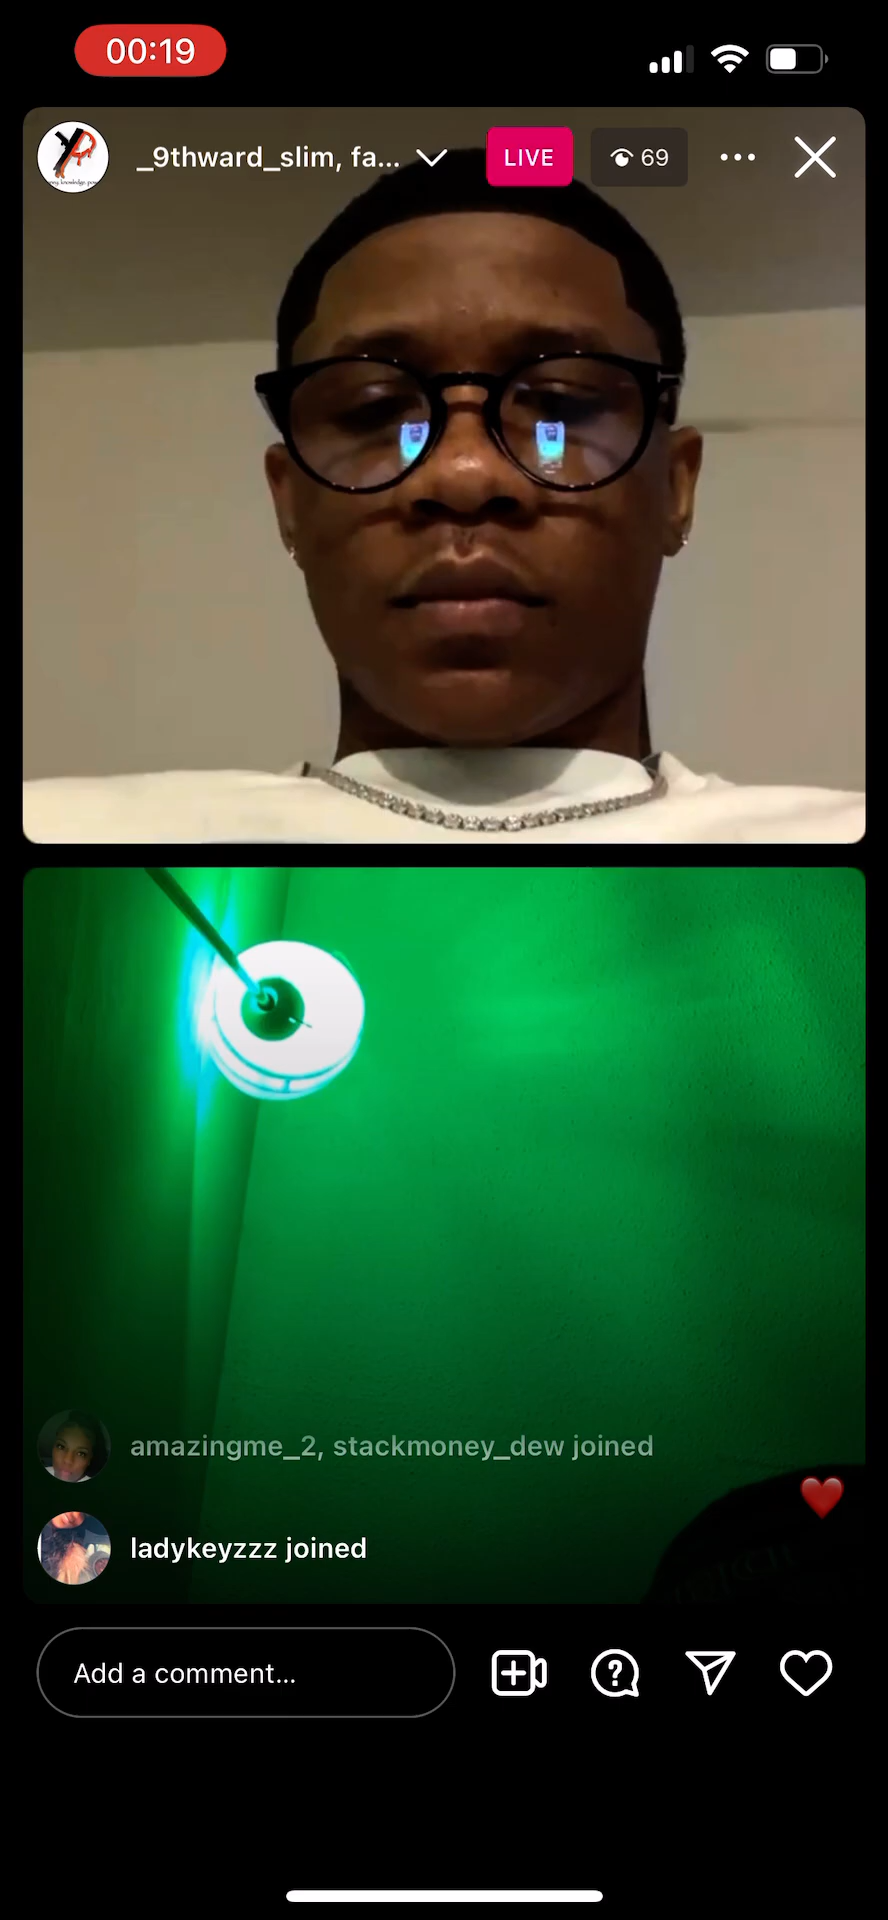 00:19
_9thward_slim, fa...
LIVE
69
amazingme_2, stackmoney_dew joined
ladykeyzzz joined
Add a comment...